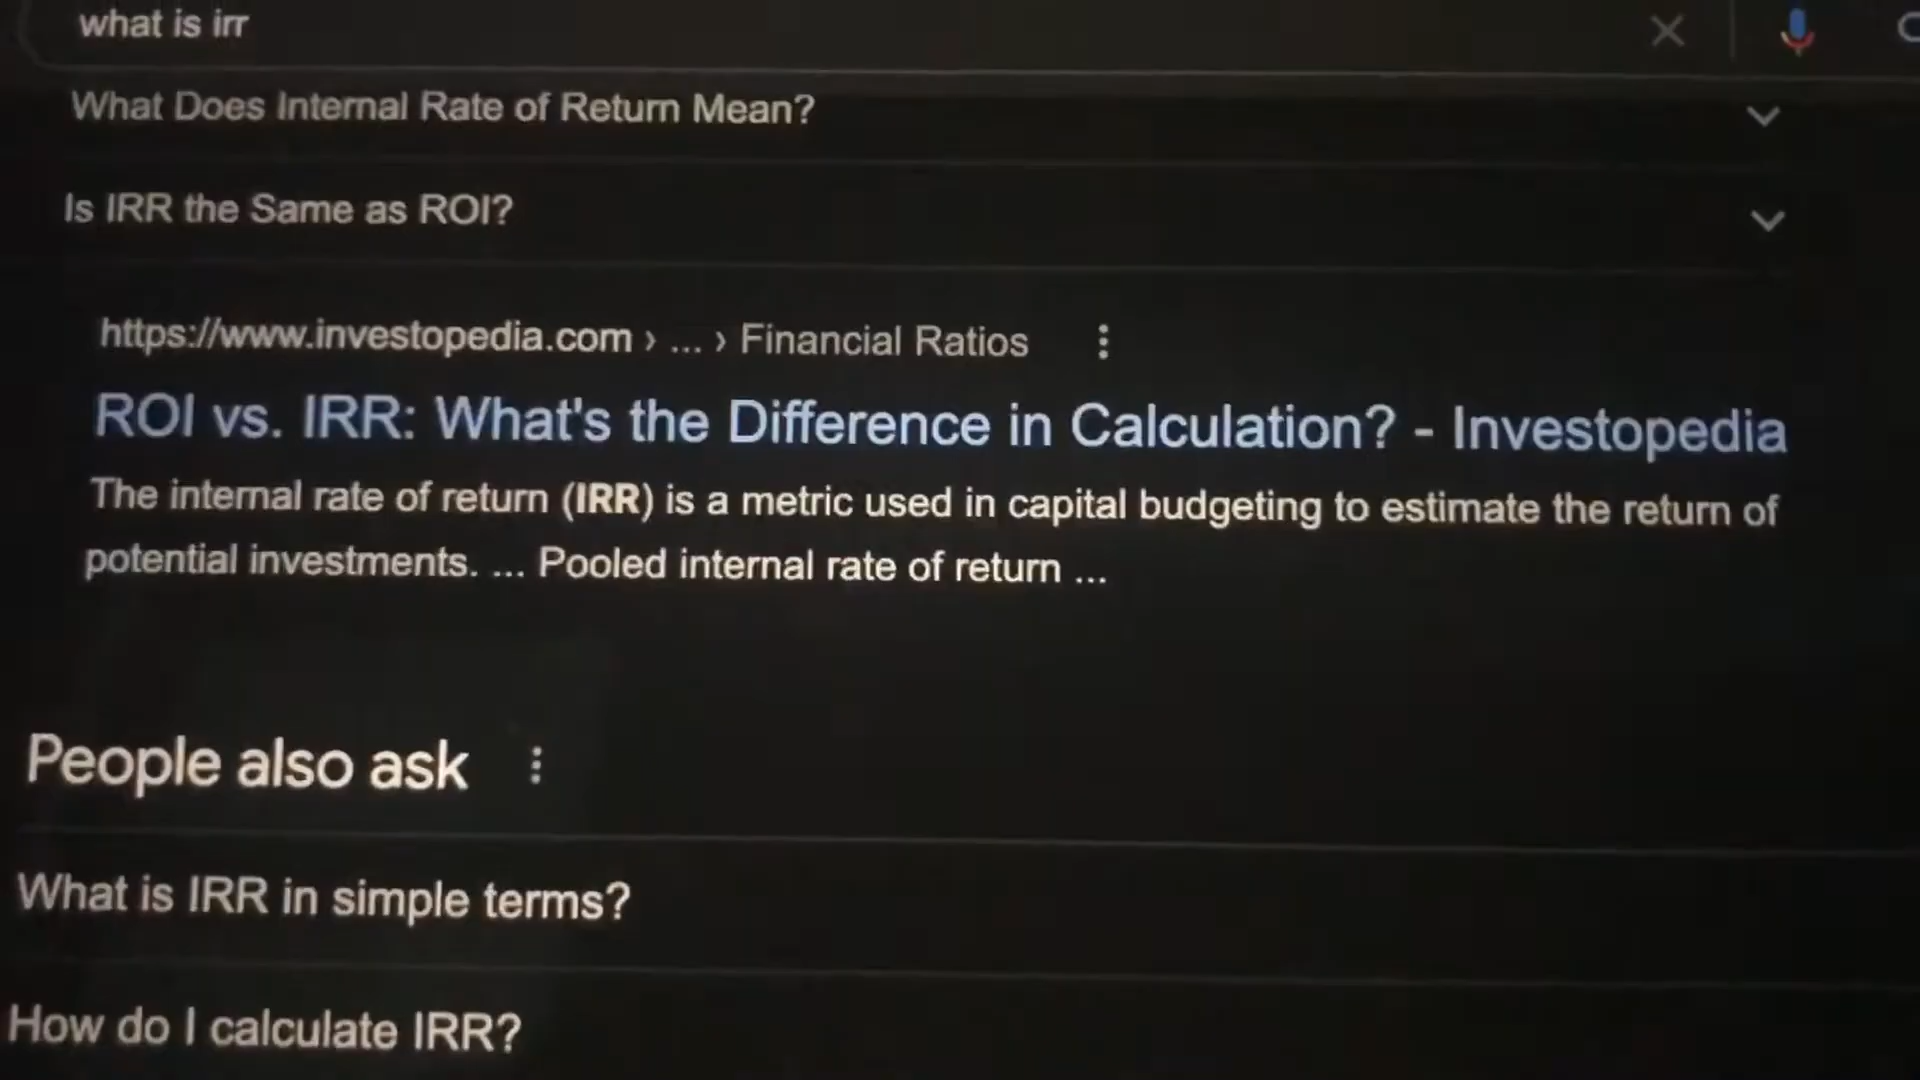 what is irr
What Does Internal Rate of Return Mean?
Is IRR the Same as ROI?
https://www.investopedia.com › ... › Financial Ratios
ROI vs. IRR: What's the Difference in Calculation? - Investopedia
The internal rate of return (IRR) is a metric used in capital budgeting to estimate the return of
potential investments. ... Pooled internal rate of return ...
People also ask
What is IRR in simple terms?
How do I calculate IRR?